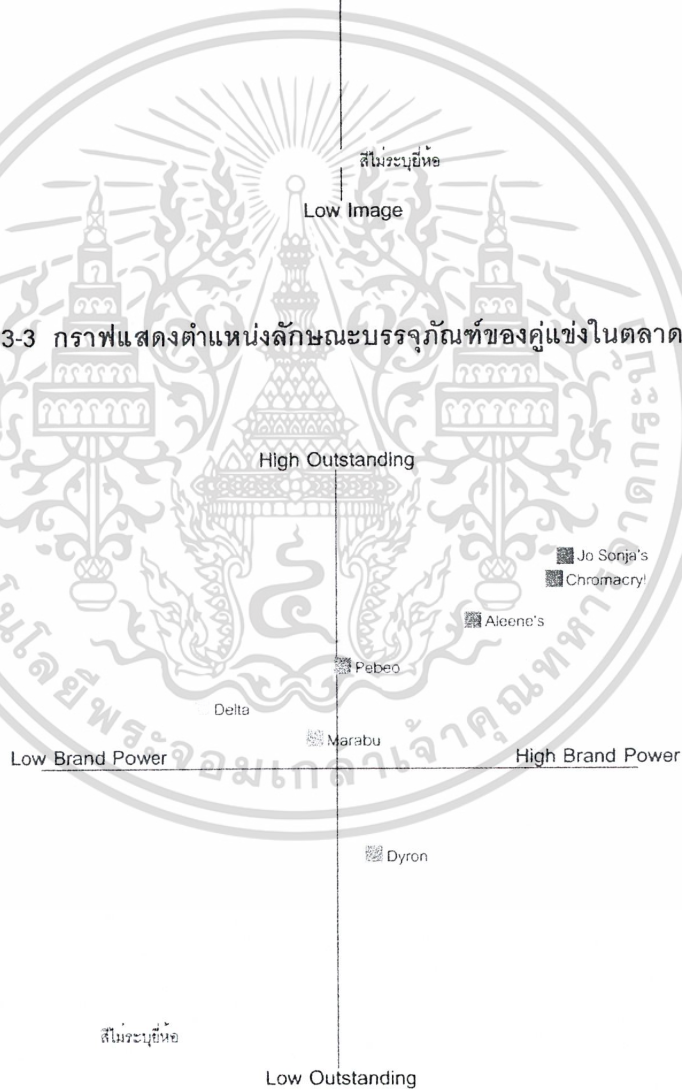 สีไม่ระบุยี่ห้อ
Low Image
3-3 กราฟแสดงตำแหน่งลักษณะบรรจุภัณฑ์ของคู่แข่งในตลาด
High Outstanding
Jo Sonja's
Chromacryl
Aleene's
Pebeo
Delta
Marabu
Low Brand Power
High Brand Power
Dyron
สีไม่ระบุยี่ห้อ
Low Outstanding